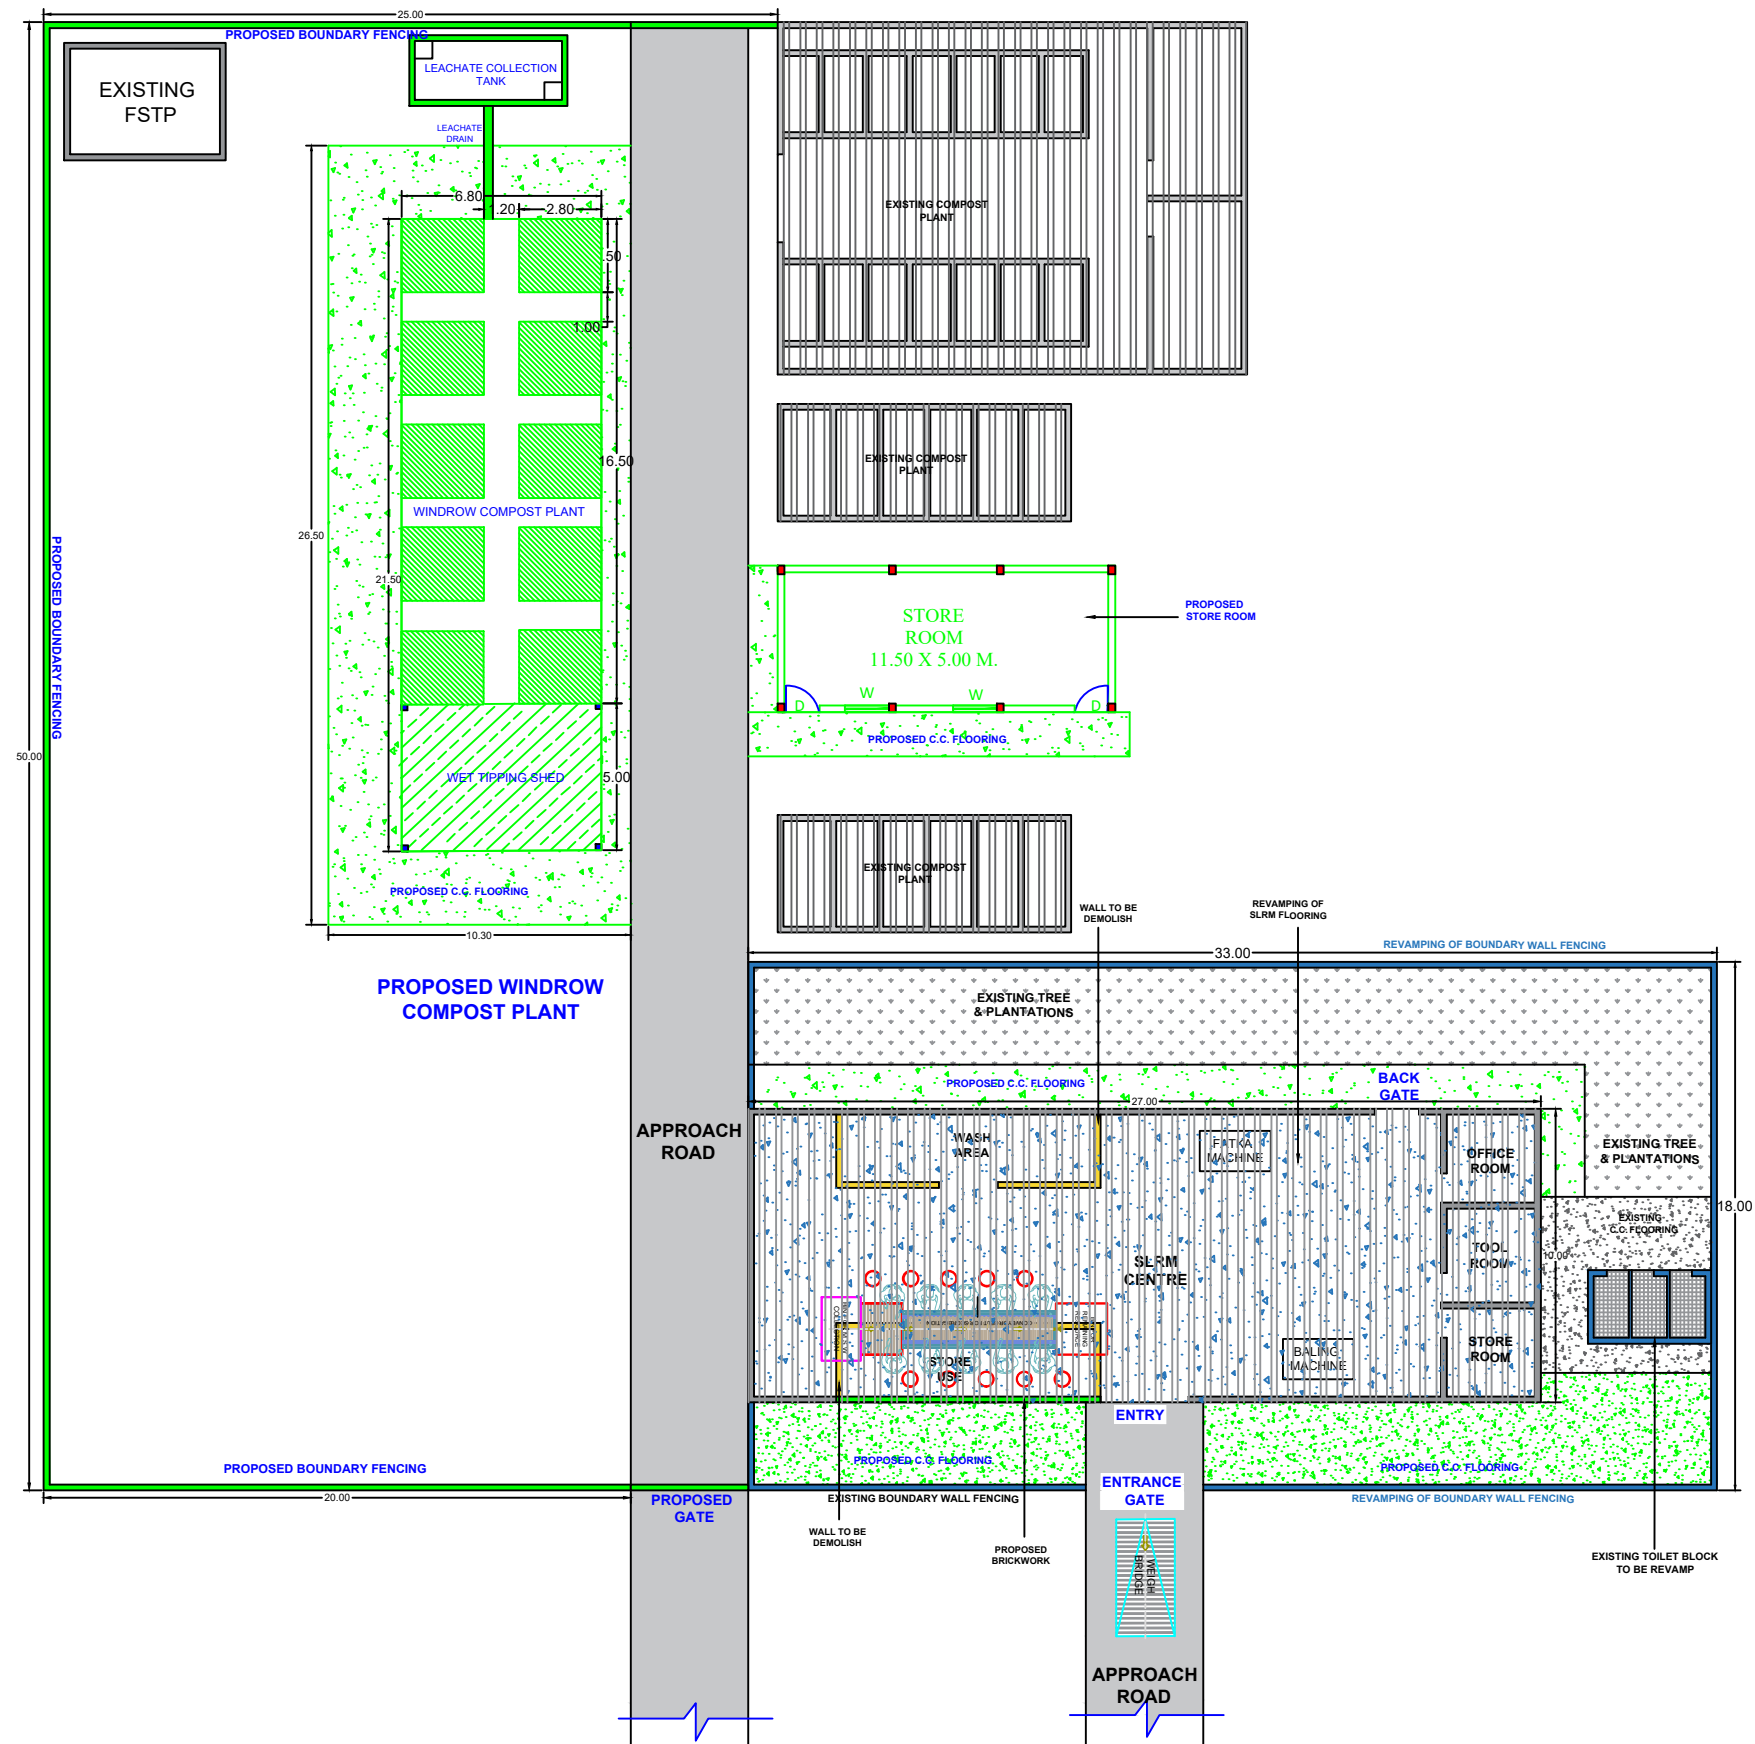 25.00
PROPOSED BOUNDARY FENCING
EXISTING
FSTP
LEACHATE COLLECTION
TANK
LEACHATE
DRAIN
6.80
1.20
2.80
.50
1.00
EXISTING COMPOST
PLANT
16.50
EXISTING COMPOST
PLANT
WINDROW COMPOST PLANT
26.50
21.50
PROPOSED BOUNDARY FENCING
50.00
STORE
ROOM
11.50 X 5.00 M.
PROPOSED
STORE ROOM
W
W
D
D
PROPOSED C.C. FLOORING
WET TIPPING SHED
5.00
EXISTING COMPOST
PLANT
PROPOSED C.C. FLOORING
10.30
WALL TO BE
DEMOLISH
REVAMPING OF
SLRM FLOORING
REVAMPING OF BOUNDARY WALL FENCING
33.00
PROPOSED WINDROW
COMPOST PLANT
EXISTING TREE
& PLANTATIONS
PROPOSED C.C. FLOORING
BACK
GATE
27.00
APPROACH
ROAD
WASH
AREA
FATKA
MACHINE
OFFICE
ROOM
EXISTING TREE
& PLANTATIONS
18.00
EXISTING
C.C. FLOORING
TOOL
ROOM
10.00
SLRM
CENTRE
STORE
USE
BALING
MACHINE
STORE
ROOM
ENTRY
PROPOSED C.C. FLOORING
PROPOSED C.C. FLOORING
PROPOSED BOUNDARY FENCING
20.00
PROPOSED
GATE
EXISTING BOUNDARY WALL FENCING
ENTRANCE
GATE
REVAMPING OF BOUNDARY WALL FENCING
WALL TO BE
DEMOLISH
PROPOSED
BRICKWORK
WEIGH
BRIDGE
EXISTING TOILET BLOCK
TO BE REVAMP
APPROACH
ROAD